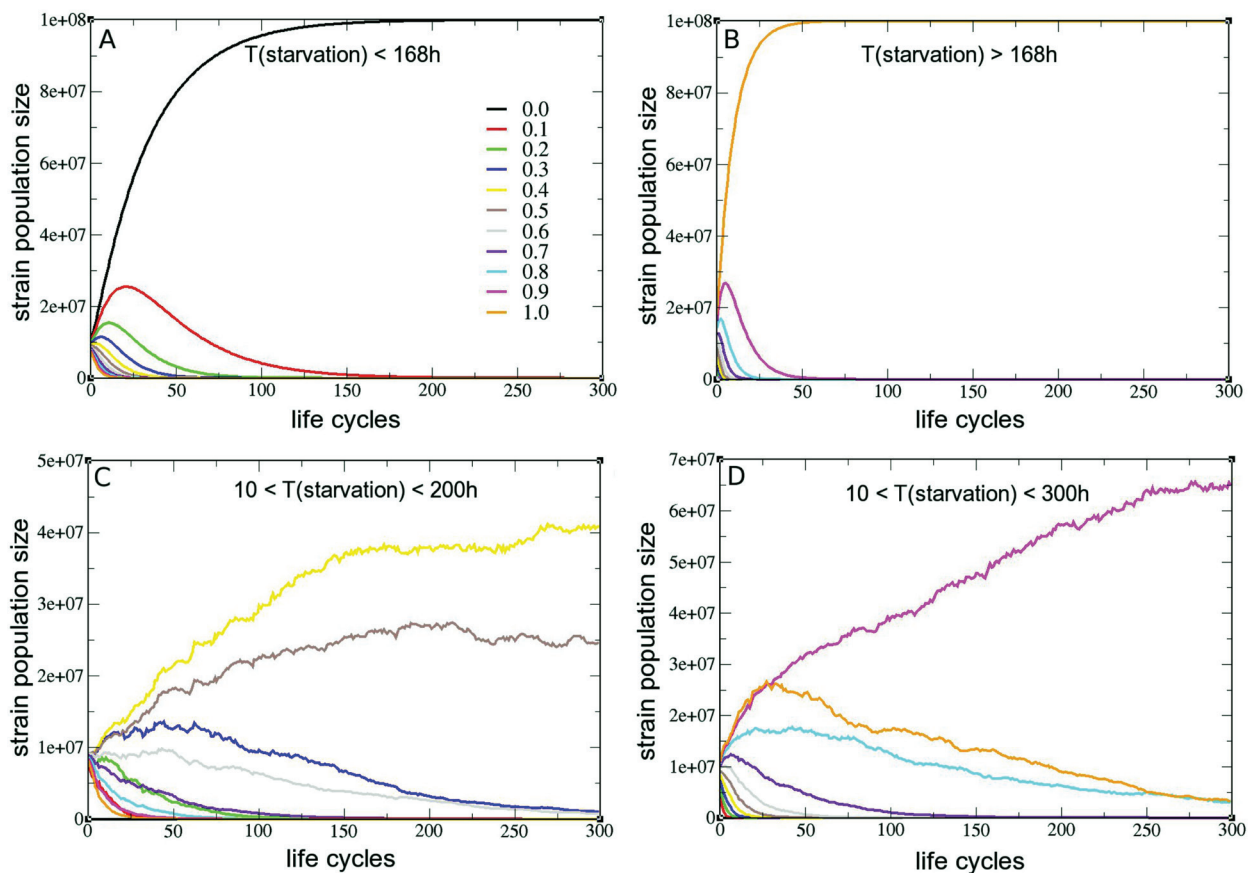 A
T(starvation) < 168h
strain population size
1e+08
8e+07
6e+07
4e+07
2e+07
0
0 50 100 150 200 250 300
life cycles
0.0
0.1
0.2
0.3
0.4
0.5
0.6
0.7
0.8
0.9
1.0
B
T(starvation) > 168h
strain population size
1e+08
8e+07
6e+07
4e+07
2e+07
0
0 50 100 150 200 250 300
life cycles
C
10 < T(starvation) < 200h
strain population size
5e+07
4e+07
3e+07
2e+07
1e+07
0
0 50 100 150 200 250 300
life cycles
D
10 < T(starvation) < 300h
strain population size
7e+07
6e+07
5e+07
4e+07
3e+07
2e+07
1e+07
0
0 50 100 150 200 250 300
life cycles